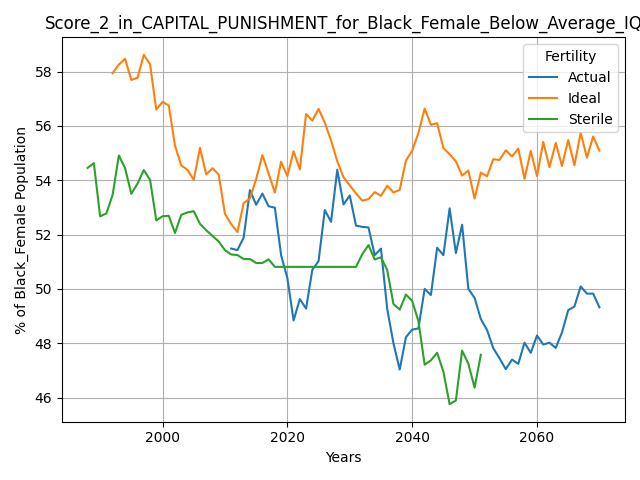 Score_2_in_CAPITAL_PUNISHMENT_for_Black_Female_Below_Average_IQ
Fertility
Actual
Ideal
Sterile
% of Black_Female Population
58
56
54
52
50
48
46
2000
2020
2040
2060
Years